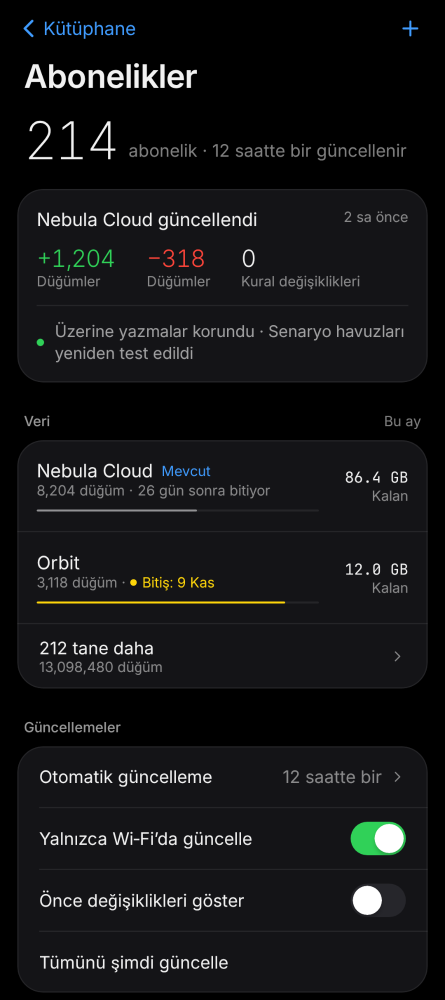 Kütüphane
Abonelikler
214 abonelik · 12 saatte bir güncellenir
Nebula Cloud güncellendi 2 sa önce
+1,204 −318 0
Düğümler Düğümler Kural değişiklikleri
Üzerine yazmalar korundu · Senaryo havuzları
yeniden test edildi
Veri Bu ay
Nebula Cloud Mevcut 86.4 GB
8,204 düğüm · 26 gün sonra bitiyor Kalan
Orbit 12.0 GB
3,118 düğüm · Bitiş: 9 Kas Kalan
212 tane daha
13,098,480 düğüm
Güncellemeler
Otomatik güncelleme 12 saatte bir
Yalnızca Wi-Fi’da güncelle
Önce değişiklikleri göster
Tümünü şimdi güncelle